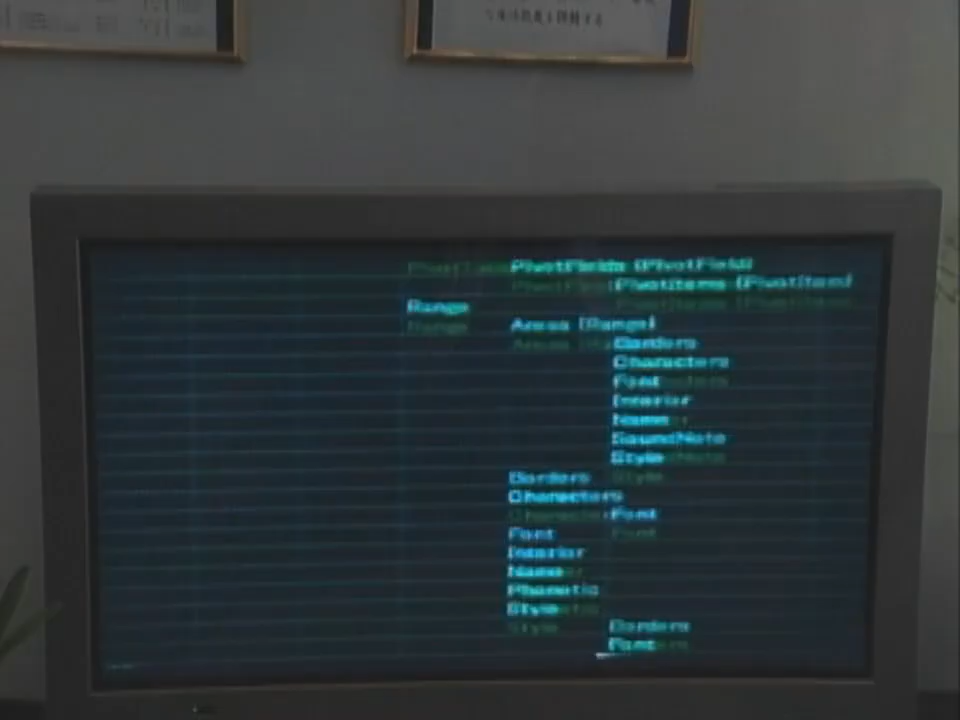 PivotFields (PivotField)
PivotItems (PivotItem)
Range
Areas (Range)
Borders
Characters
Font
Interior
Name
SoundNote
Style
Borders
Characters
Font
Font
Interior
Name
Phonetic
Style
Borders
Font